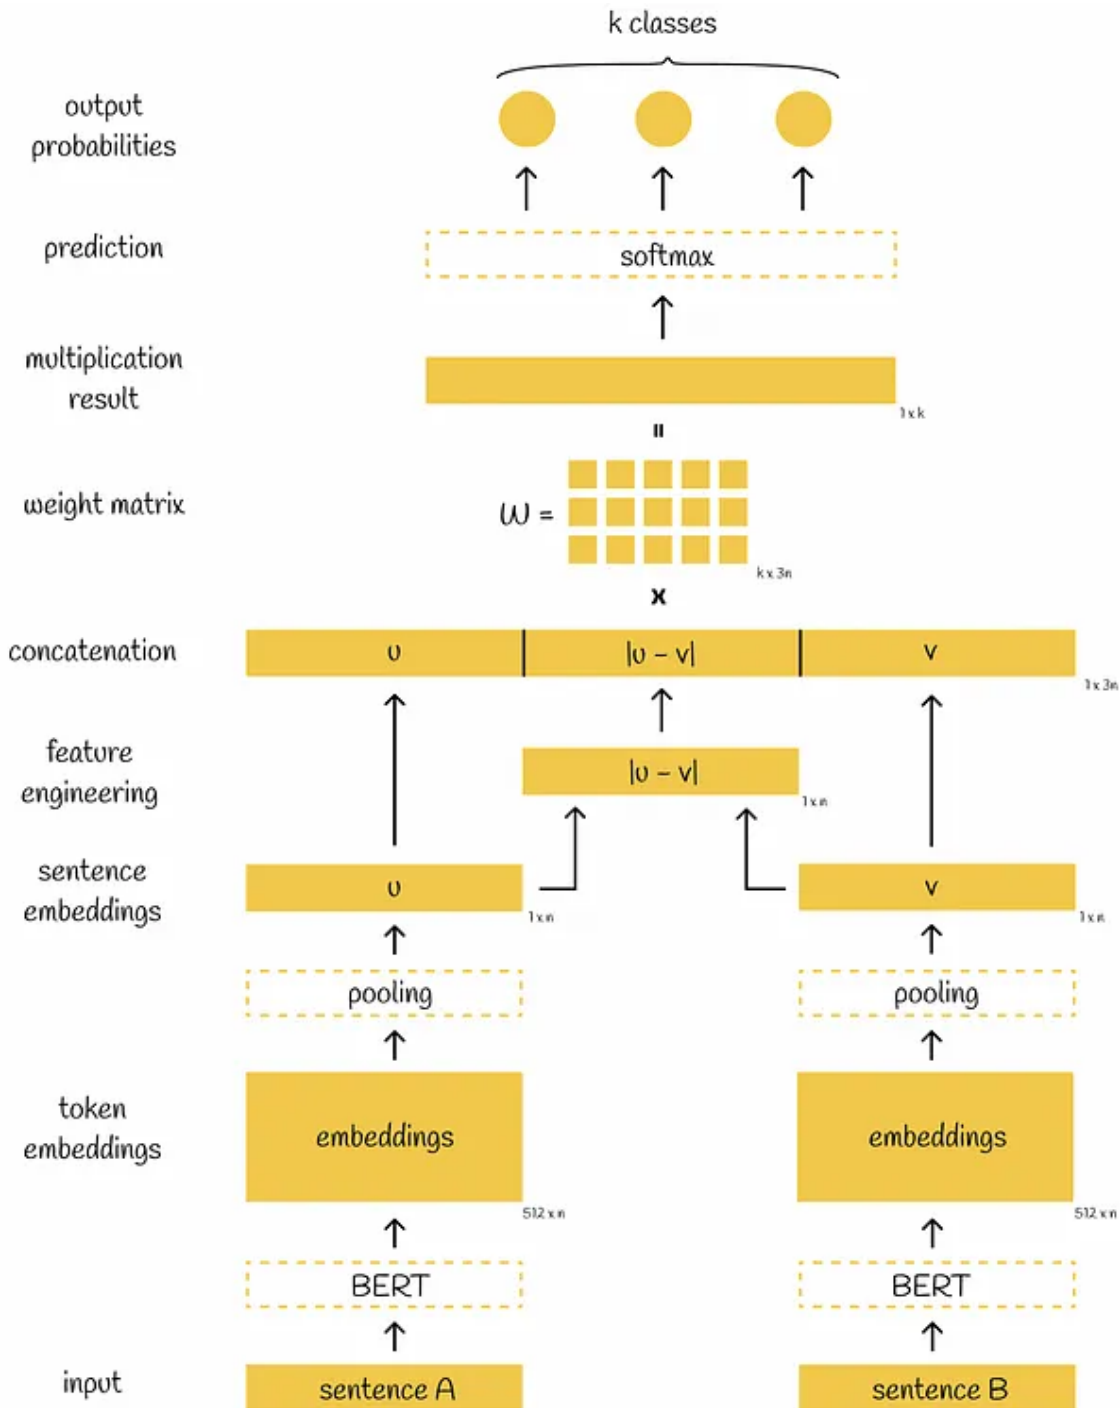 k classes
output
probabilities
prediction
softmax
multiplication
result
1 x k
=
weight matrix
W =
k x 3n
x
concatenation
u
|u - v|
v
1 x 3n
feature
engineering
|u - v|
1 x n
sentence
embeddings
u
v
1 x n
1 x n
pooling
pooling
token
embeddings
embeddings
embeddings
512 x n
512 x n
BERT
BERT
input
sentence A
sentence B